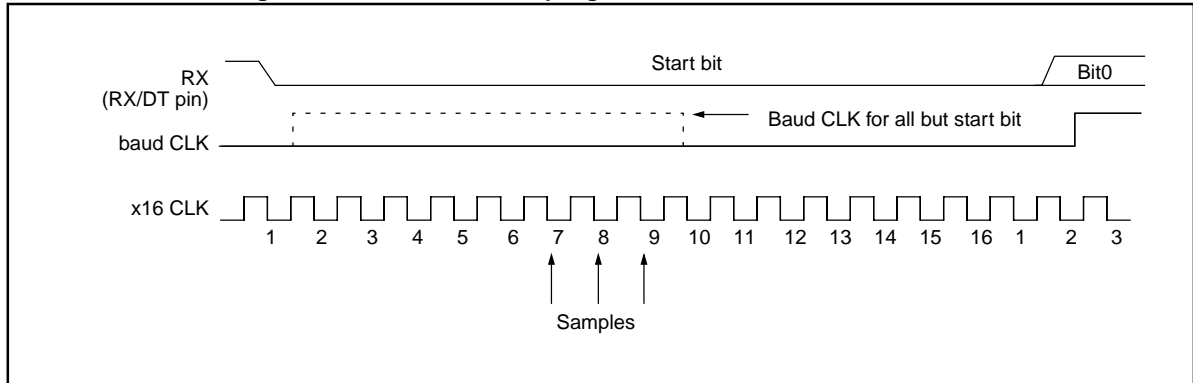 Start bit
Bit0
RX
(RX/DT pin)
Baud CLK for all but start bit
baud CLK
x16 CLK
1 2 3 4 5 6 7 8 9 10 11 12 13 14 15 16 1 2 3
Samples